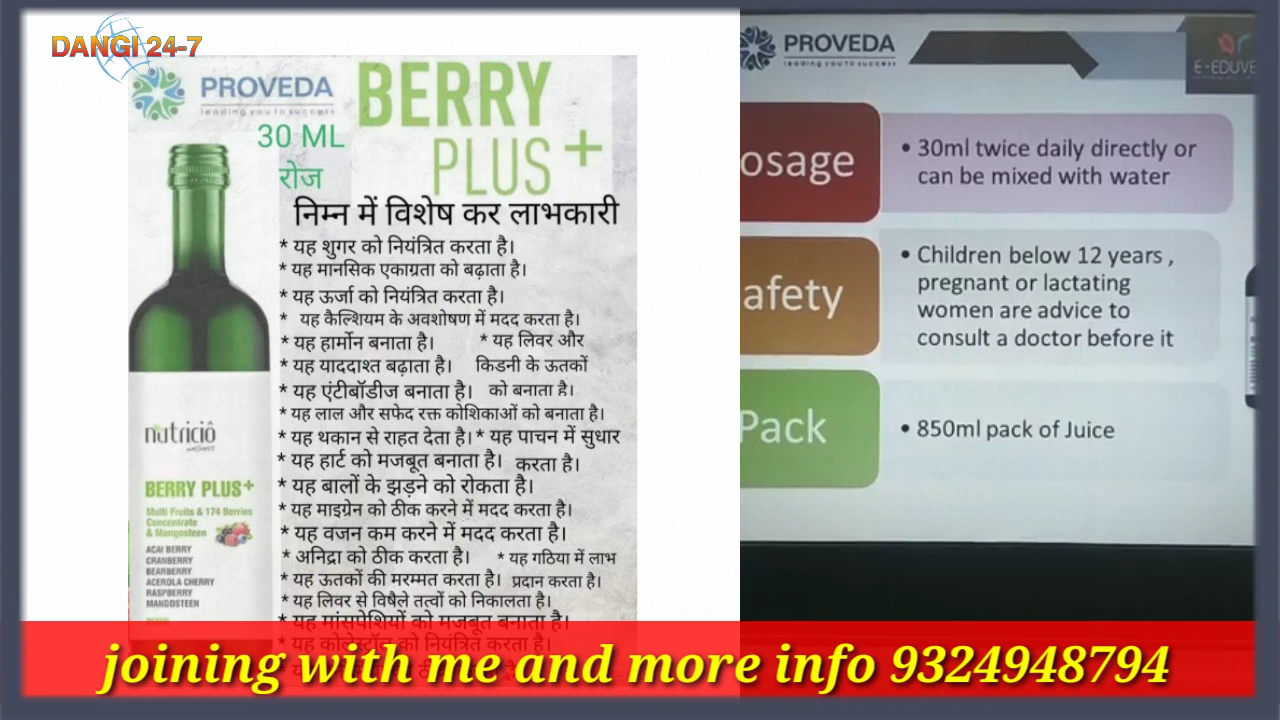 DANGI 24-7
PROVEDA
leading you to success
BERRY
PLUS+
30 ML
रोज
निम्न में विशेष कर लाभकारी
* यह शुगर को नियंत्रित करता है।
* यह मानसिक एकाग्रता को बढ़ाता है।
* यह ऊर्जा को नियंत्रित करता है।
* यह कैल्शियम के अवशोषण में मदद करता है।
* यह हार्मोन बनाता है।
* यह लिवर और
किडनी के ऊतकों
को बनाता है।
* यह याददाश्त बढ़ाता है।
* यह एंटीबॉडीज बनाता है।
* यह लाल और सफेद रक्त कोशिकाओं को बनाता है।
* यह थकान से राहत देता है।
* यह पाचन में सुधार
करता है।
* यह हार्ट को मजबूत बनाता है।
* यह बालों के झड़ने को रोकता है।
* यह माइग्रेन को ठीक करने में मदद करता है।
* यह वजन कम करने में मदद करता है।
* अनिद्रा को ठीक करता है।
* यह गठिया में लाभ
प्रदान करता है।
* यह ऊतकों की मरम्मत करता है।
* यह लिवर से विषैले तत्वों को निकालता है।
* यह मांसपेशियों को मजबूत बनाता है।
* यह कोलेस्ट्रॉल को नियंत्रित करता है।
nutriciô
wellness
BERRY PLUS+
Multi Fruits & 174 Berries
Concentrate
& Mangosteen
ACAI BERRY
CRANBERRY
BEARBERRY
ACEROLA CHERRY
RASPBERRY
MANGOSTEEN
PROVEDA
leading you to success
E-EDUVE
osage
• 30ml twice daily directly or
can be mixed with water
afety
• Children below 12 years ,
pregnant or lactating
women are advice to
consult a doctor before it
Pack
• 850ml pack of Juice
joining with me and more info 9324948794